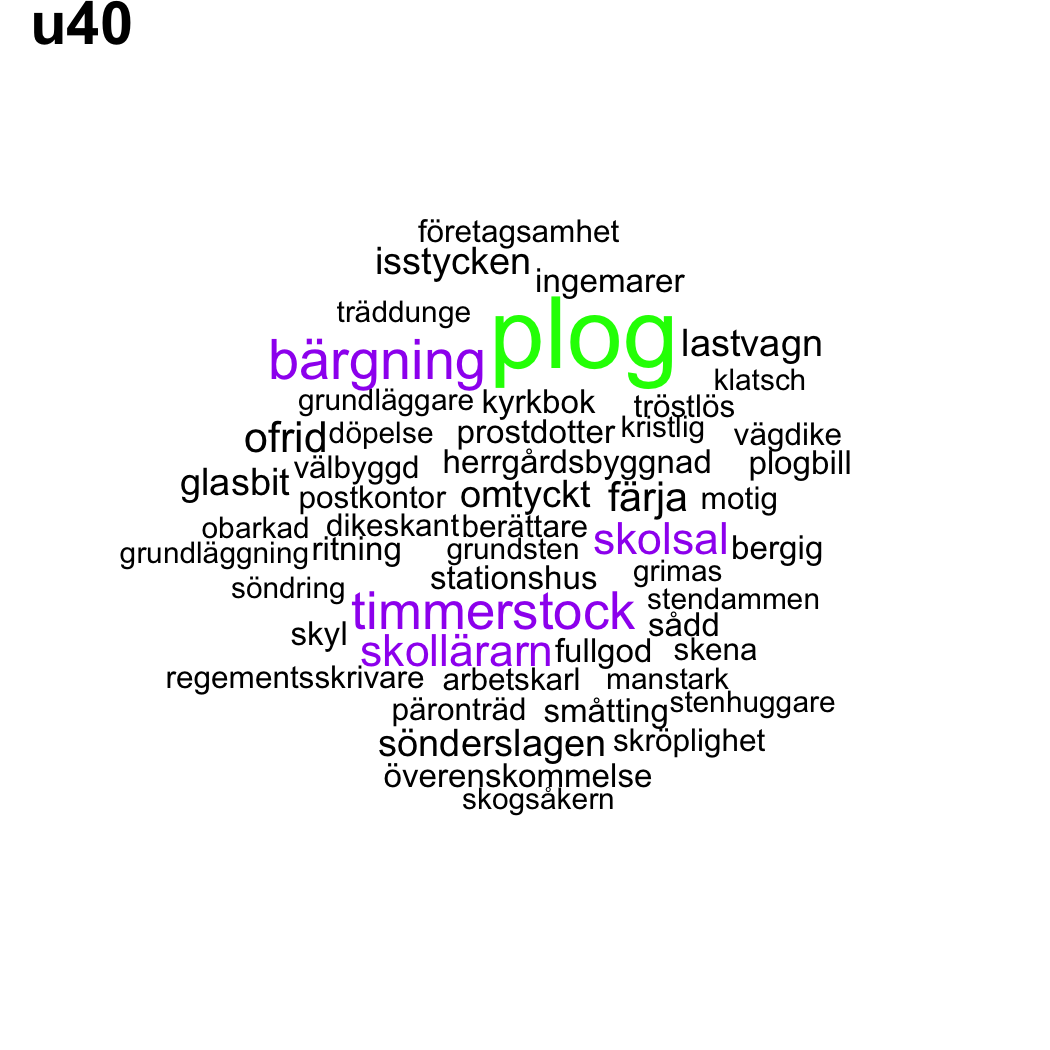 u40
företagsamhet
isstycken
ingemarer
träddunge
plog
bärgning
lastvagn
klatsch
grundläggare kyrkbok tröstlös
ofrid döpelse prostdotter kristlig vägdike
välbyggd herrgårdsbyggnad plogbill
glasbit postkontor omtyckt färja motig
obarkad dikeskant berättare skolsal
grundläggning ritning grundsten bergig
stationshus grimas
söndring timmerstock stendammen
skyl sådd
skollärarn fullgod skena
regementsskrivare arbetskarl manstark
päronträd småtting stenhuggare
sönderslagen skröplighet
överenskommelse
skogsåkern